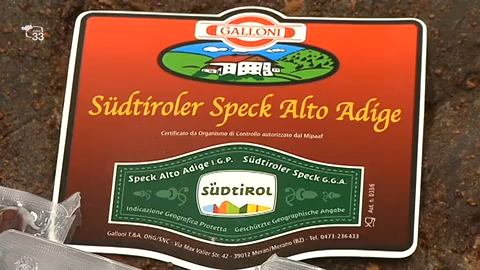 33
GALLONI
Südtiroler Speck Alto Adige
Certificato da Organismo di Controllo autorizzato dal Mipaaf
Speck Alto Adige I.G.P. Südtiroler Speck G.G.A.
SÜDTIROL
Indicazione Geografica Protetta Geschützte Geographische Angabe
Galloni T.&A. OHG/SNC - Via Max Valier Str. 42 - 39012 Meran/Merano (BZ) - Tel. 0473-236433